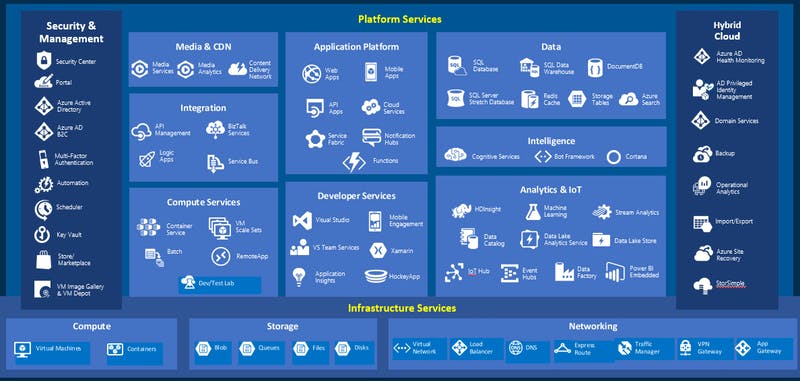 Platform Services
Security &
Management
Security Center
Portal
Azure Active
Directory
Azure AD
B2C
Multi-Factor
Authentication
Automation
Scheduler
Key Vault
Store/
Marketplace
VM Image Gallery
& VM Depot
Media & CDN
Media
Services
Media
Analytics
Content
Delivery
Network
Integration
API
Management
BizTalk
Services
Logic
Apps
Service Bus
Compute Services
Container
Service
VM
Scale Sets
Batch
RemoteApp
Dev/Test Lab
Application Platform
Web
Apps
Mobile
Apps
API
Apps
Cloud
Services
Service
Fabric
Notification
Hubs
Functions
Developer Services
Visual Studio
Mobile
Engagement
VS Team Services
Xamarin
Application
Insights
HockeyApp
Data
SQL
Database
SQL Data
Warehouse
DocumentDB
SQL
SQL Server
Stretch Database
Redis
Cache
Storage
Tables
Azure
Search
Intelligence
Cognitive Services
Bot Framework
Cortana
Analytics & IoT
HDInsight
Machine
Learning
Stream Analytics
Data
Catalog
Data Lake
Analytics Service
Data Lake Store
IoT Hub
Event
Hubs
Data
Factory
Power BI
Embedded
Hybrid
Cloud
Azure AD
Health Monitoring
AD Privileged
Identity
Management
Domain Services
Backup
Operational
Analytics
Import/Export
Azure Site
Recovery
StorSimple
Infrastructure Services
Compute
Virtual Machines
Containers
Storage
Blob
Queues
Files
Disks
Networking
Virtual
Network
Load
Balancer
DNS
DNS
Express
Route
Traffic
Manager
VPN
Gateway
App
Gateway